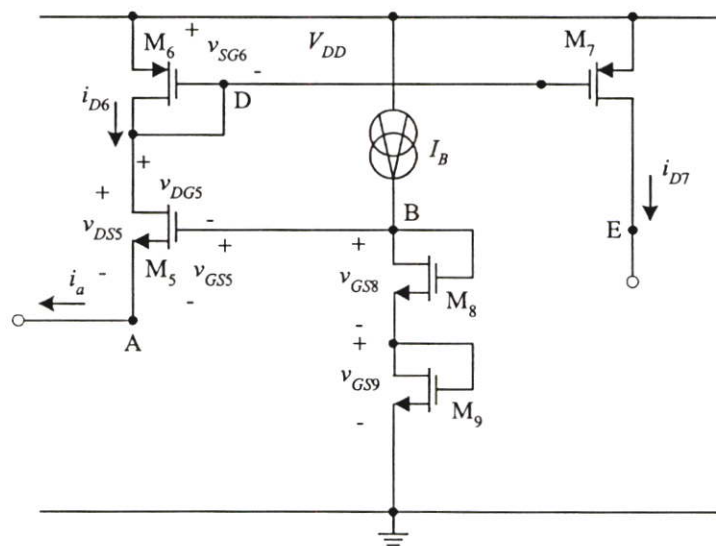 M6
+
vSG6
-
VDD
M7
iD6
D
IB
iD7
+
vDG5
+
-
vDS5
M5
+
vGS5
-
-
B
E
+
vGS8
-
M8
ia
A
+
vGS9
-
M9